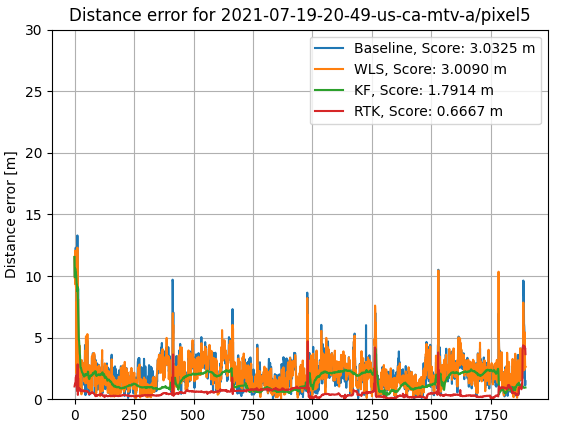 Distance error for 2021-07-19-20-49-us-ca-mtv-a/pixel5
Baseline, Score: 3.0325 m
WLS, Score: 3.0090 m
KF, Score: 1.7914 m
RTK, Score: 0.6667 m
Distance error [m]
30
25
20
15
10
5
0
0 250 500 750 1000 1250 1500 1750